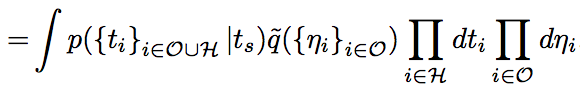 = ∫ p({t_i}_{i∈𝒪∪ℋ} | t_s) q̃({η_i}_{i∈𝒪}) ∏_{i∈ℋ} dt_i ∏_{i∈𝒪} dη_i